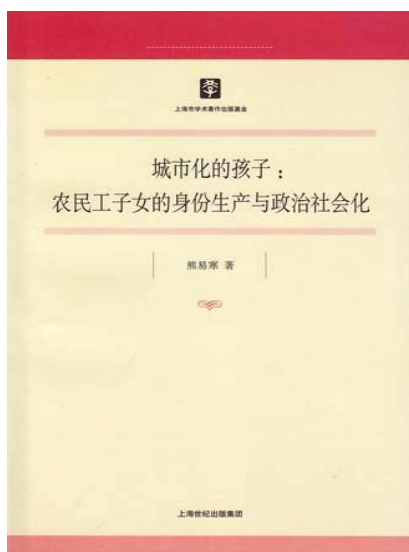 上海市学术著作出版基金
城市化的孩子：
农民工子女的身份生产与政治社会化
熊易寒 著
上海世纪出版集团